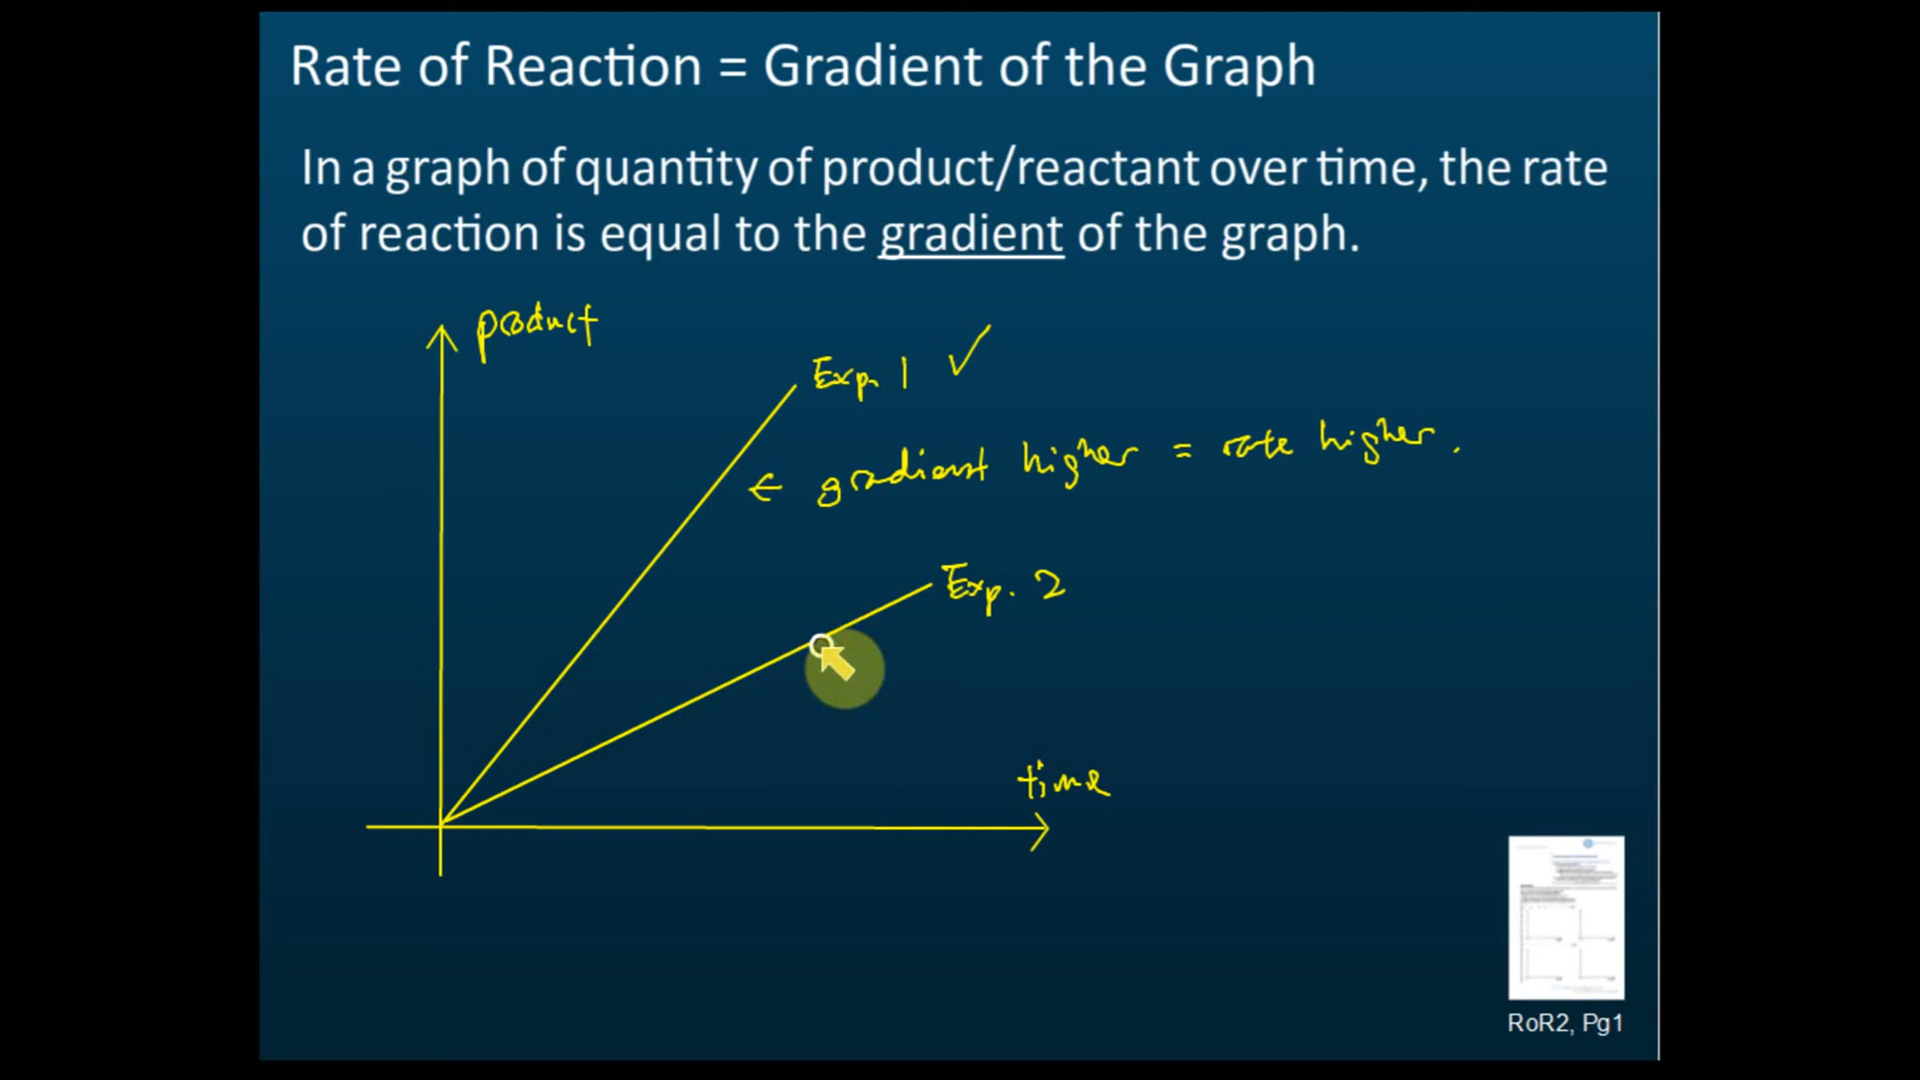 Rate of Reaction = Gradient of the Graph
In a graph of quantity of product/reactant over time, the rate
of reaction is equal to the gradient of the graph.
product
Exp. 1 ✓
← gradient higher = rate higher.
Exp. 2
time
RoR2, Pg1